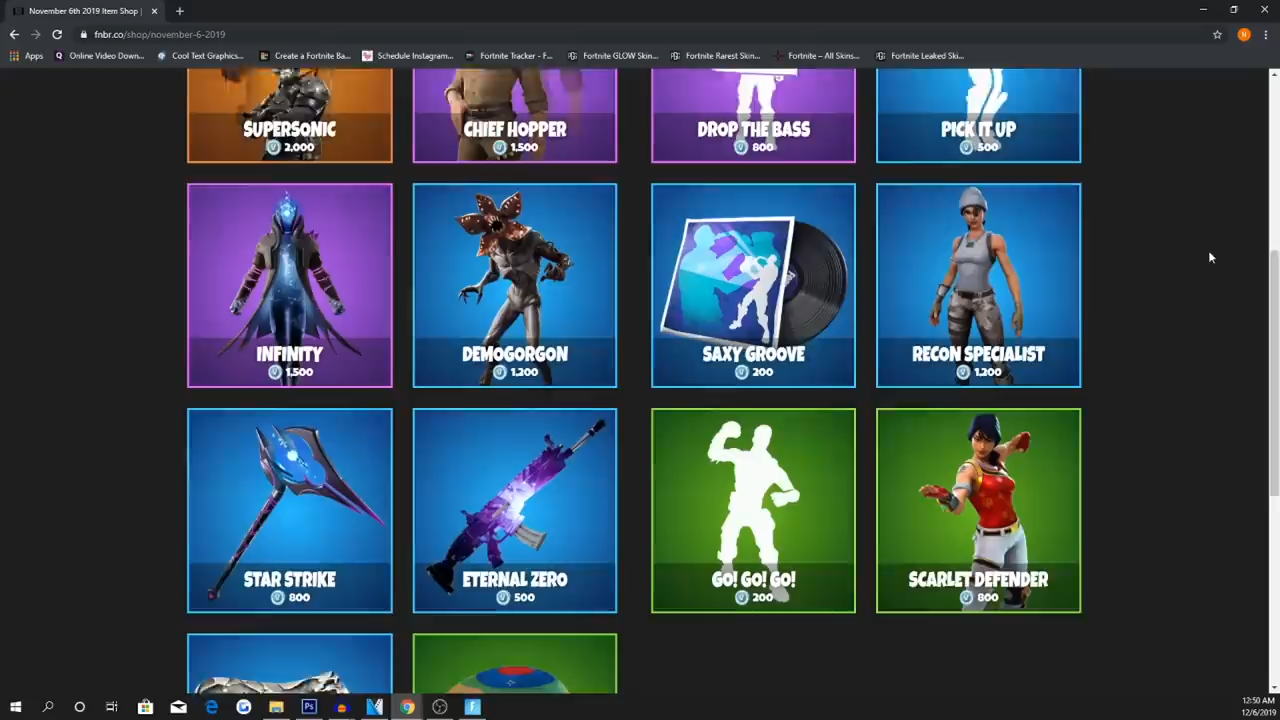 November 6th 2019 Item Shop |
fnbr.co/shop/november-6-2019
N
Apps
Online Video Down...
Cool Text Graphics...
Create a Fortnite Ba...
Schedule Instagram...
Fortnite Tracker - F...
Fortnite GLOW Skin...
Fortnite Rarest Skin...
Fortnite – All Skins...
Fortnite Leaked Ski...
SUPERSONIC
2,000
CHIEF HOPPER
1,500
DROP THE BASS
800
PICK IT UP
500
INFINITY
1,500
DEMOGORGON
1,200
SAXY GROOVE
200
RECON SPECIALIST
1,200
STAR STRIKE
800
ETERNAL ZERO
500
GO! GO! GO!
200
SCARLET DEFENDER
800
Ps
12:50 AM
12/6/2019